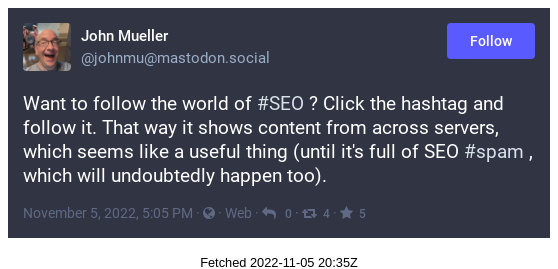 John Mueller
@johnmu@mastodon.social
Follow
Want to follow the world of #SEO ? Click the hashtag and
follow it. That way it shows content from across servers,
which seems like a useful thing (until it's full of SEO #spam ,
which will undoubtedly happen too).
November 5, 2022, 5:05 PM · · Web · 0 · 4 · 5
Fetched 2022-11-05 20:35Z